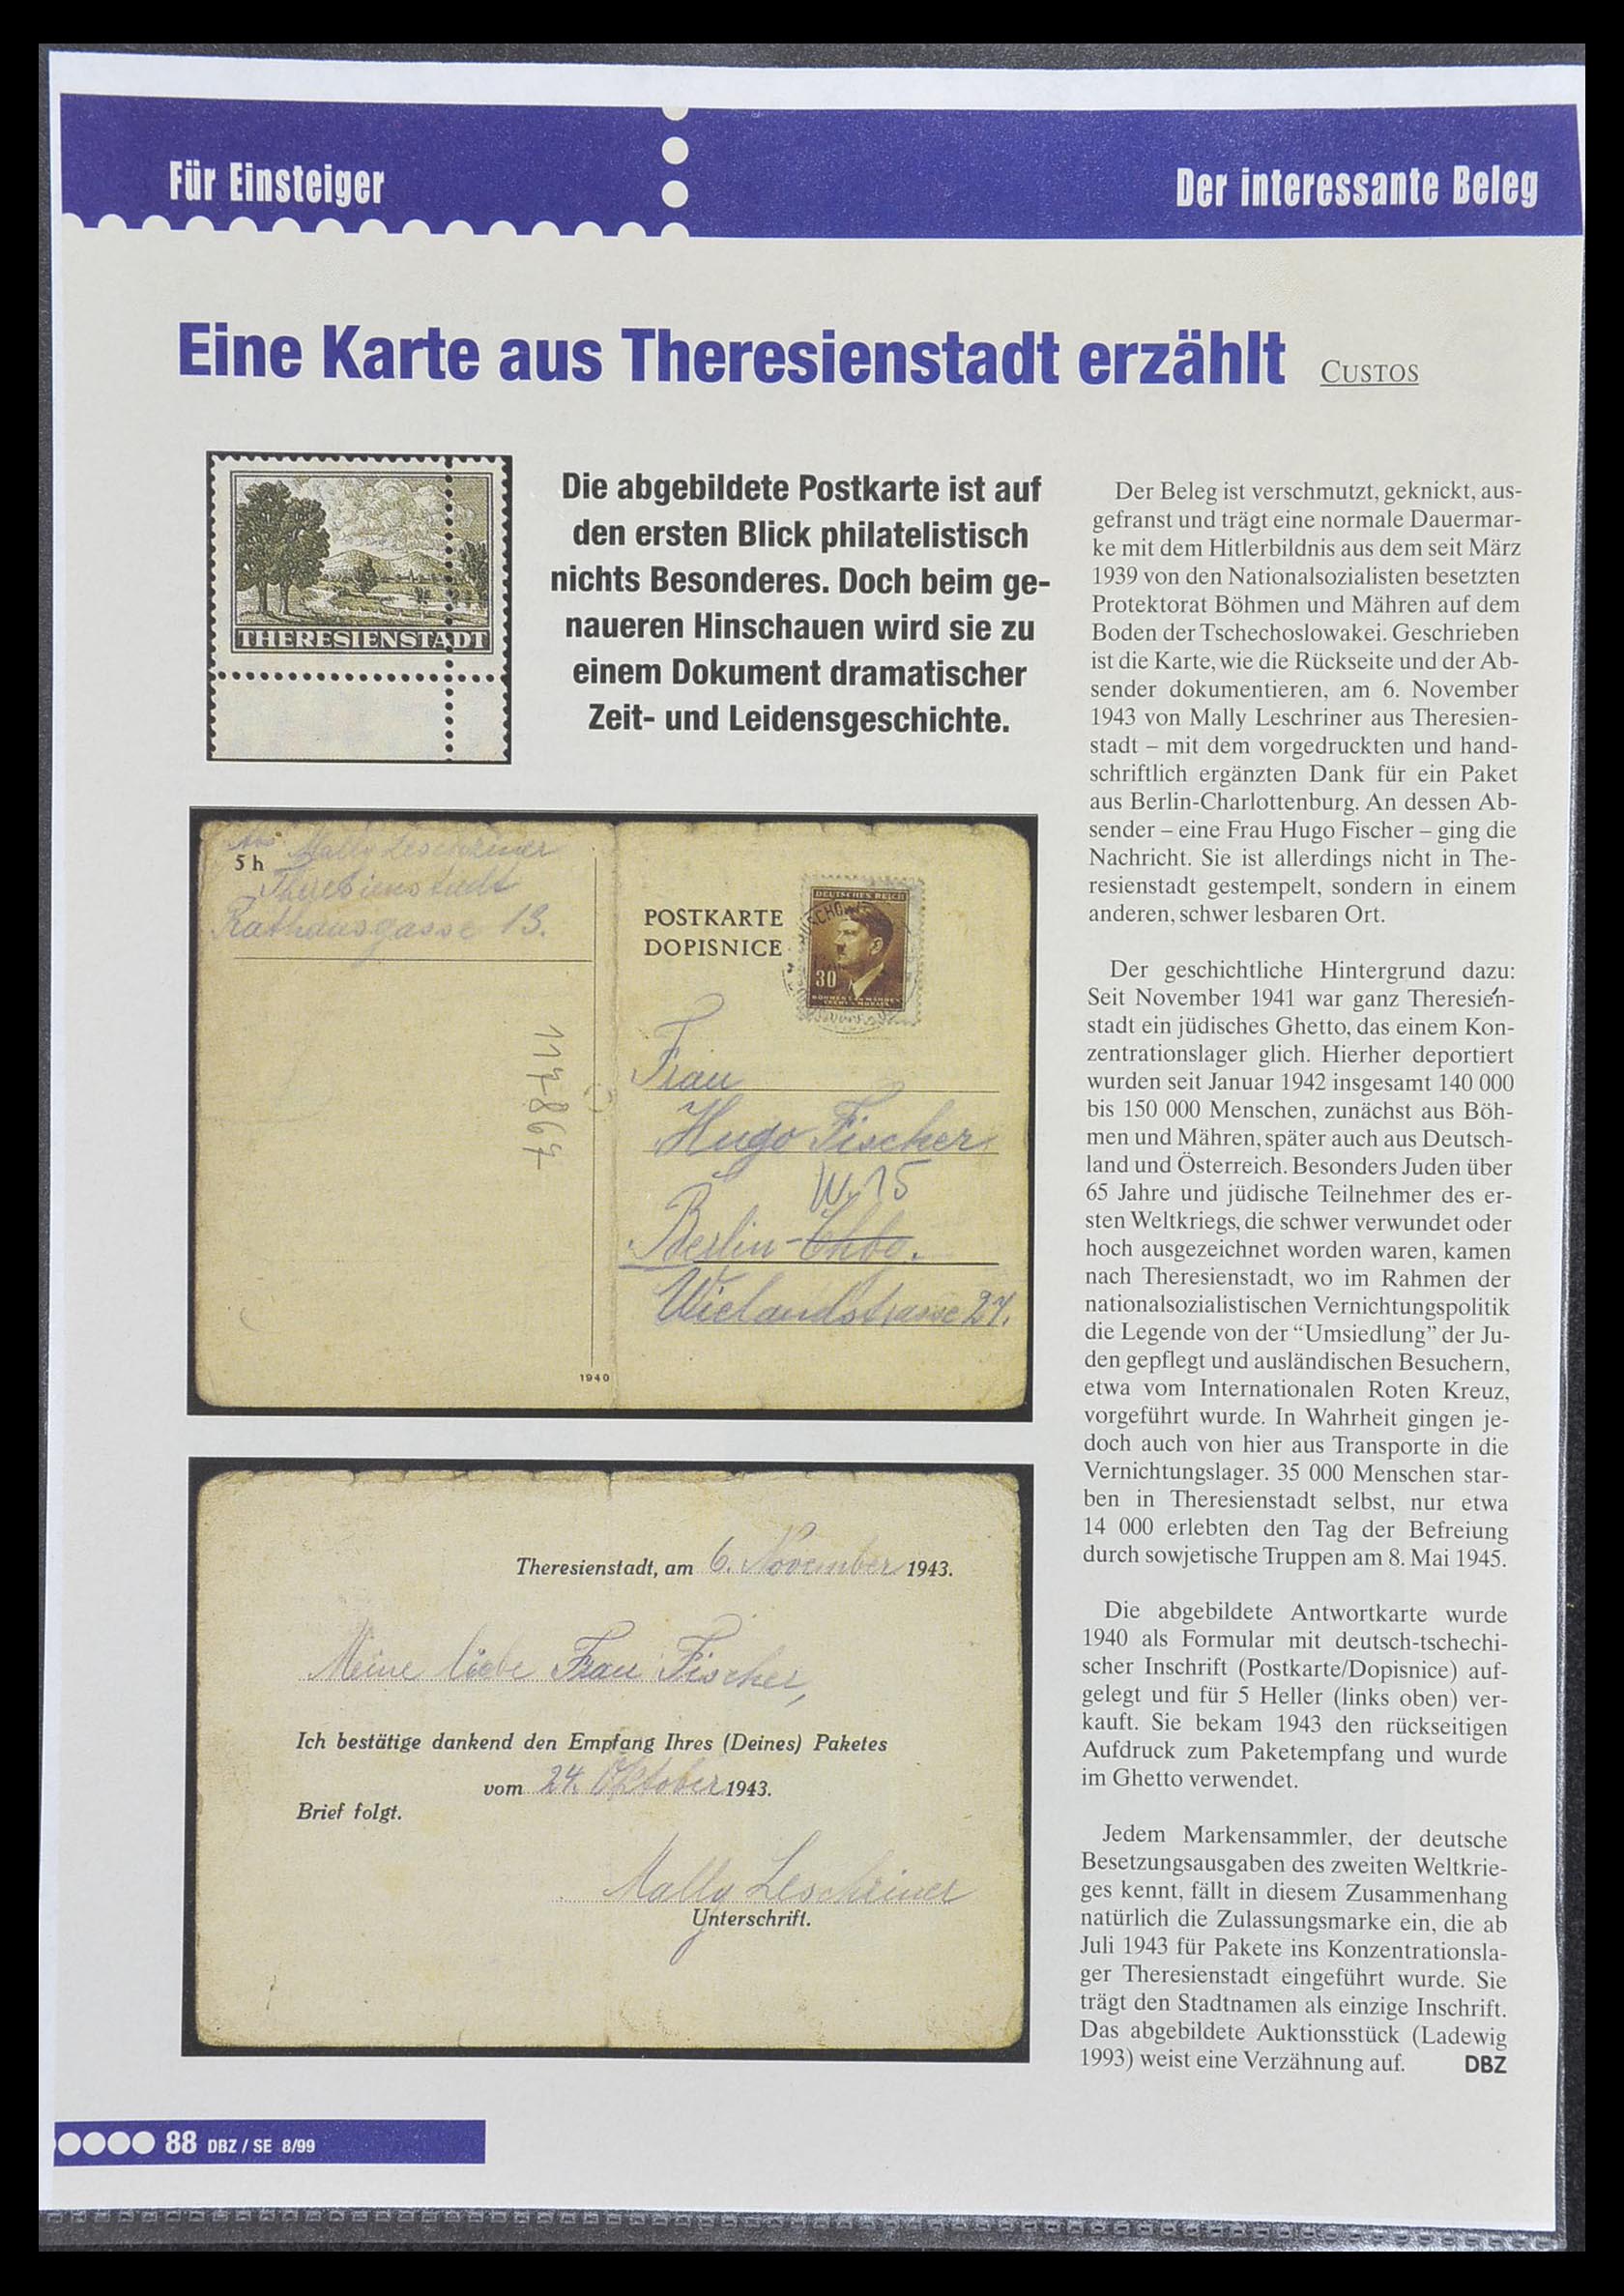 Für Einsteiger
Der interessante Beleg
Eine Karte aus Theresienstadt erzählt
CUSTOS
THERESIENSTADT
Die abgebildete Postkarte ist auf
den ersten Blick philatelistisch
nichts Besonderes. Doch beim ge-
naueren Hinschauen wird sie zu
einem Dokument dramatischer
Zeit- und Leidensgeschichte.
Mally Leschriner
5 h
Theresienstadt
Rathausgasse 13.
POSTKARTE
DOPISNICE
DEUTSCHES REICH
30
BÖHMEN UND MÄHREN
Frau
Hugo Fischer
W. 15
Berlin-Chbg.
Wielandstrasse 27.
1940
Theresienstadt, am 6. November 1943.
Meine liebe Frau Fischer,
Ich bestätige dankend den Empfang Ihres (Deines) Paketes
vom 24. Oktober 1943.
Brief folgt.
Mally Leschriner
Unterschrift.
Der Beleg ist verschmutzt, geknickt, aus-
gefranst und trägt eine normale Dauermar-
ke mit dem Hitlerbildnis aus dem seit März
1939 von den Nationalsozialisten besetzten
Protektorat Böhmen und Mähren auf dem
Boden der Tschechoslowakei. Geschrieben
ist die Karte, wie die Rückseite und der Ab-
sender dokumentieren, am 6. November
1943 von Mally Leschriner aus Theresien-
stadt – mit dem vorgedruckten und hand-
schriftlich ergänzten Dank für ein Paket
aus Berlin-Charlottenburg. An dessen Ab-
sender – eine Frau Hugo Fischer – ging die
Nachricht. Sie ist allerdings nicht in The-
resienstadt gestempelt, sondern in einem
anderen, schwer lesbaren Ort.
Der geschichtliche Hintergrund dazu:
Seit November 1941 war ganz Theresien-
stadt ein jüdisches Ghetto, das einem Kon-
zentrationslager glich. Hierher deportiert
wurden seit Januar 1942 insgesamt 140 000
bis 150 000 Menschen, zunächst aus Böh-
men und Mähren, später auch aus Deutsch-
land und Österreich. Besonders Juden über
65 Jahre und jüdische Teilnehmer des er-
sten Weltkriegs, die schwer verwundet oder
hoch ausgezeichnet worden waren, kamen
nach Theresienstadt, wo im Rahmen der
nationalsozialistischen Vernichtungspolitik
die Legende von der “Umsiedlung” der Ju-
den gepflegt und ausländischen Besuchern,
etwa vom Internationalen Roten Kreuz,
vorgeführt wurde. In Wahrheit gingen je-
doch auch von hier aus Transporte in die
Vernichtungslager. 35 000 Menschen star-
ben in Theresienstadt selbst, nur etwa
14 000 erlebten den Tag der Befreiung
durch sowjetische Truppen am 8. Mai 1945.
Die abgebildete Antwortkarte wurde
1940 als Formular mit deutsch-tschechi-
scher Inschrift (Postkarte/Dopisnice) auf-
gelegt und für 5 Heller (links oben) ver-
kauft. Sie bekam 1943 den rückseitigen
Aufdruck zum Paketempfang und wurde
im Ghetto verwendet.
Jedem Markensammler, der deutsche
Besetzungsausgaben des zweiten Weltkrie-
ges kennt, fällt in diesem Zusammenhang
natürlich die Zulassungsmarke ein, die ab
Juli 1943 für Pakete ins Konzentrationsla-
ger Theresienstadt eingeführt wurde. Sie
trägt den Stadtnamen als einzige Inschrift.
Das abgebildete Auktionsstück (Ladewig
1993) weist eine Verzähnung auf. DBZ
88 DBZ / SE 8/99